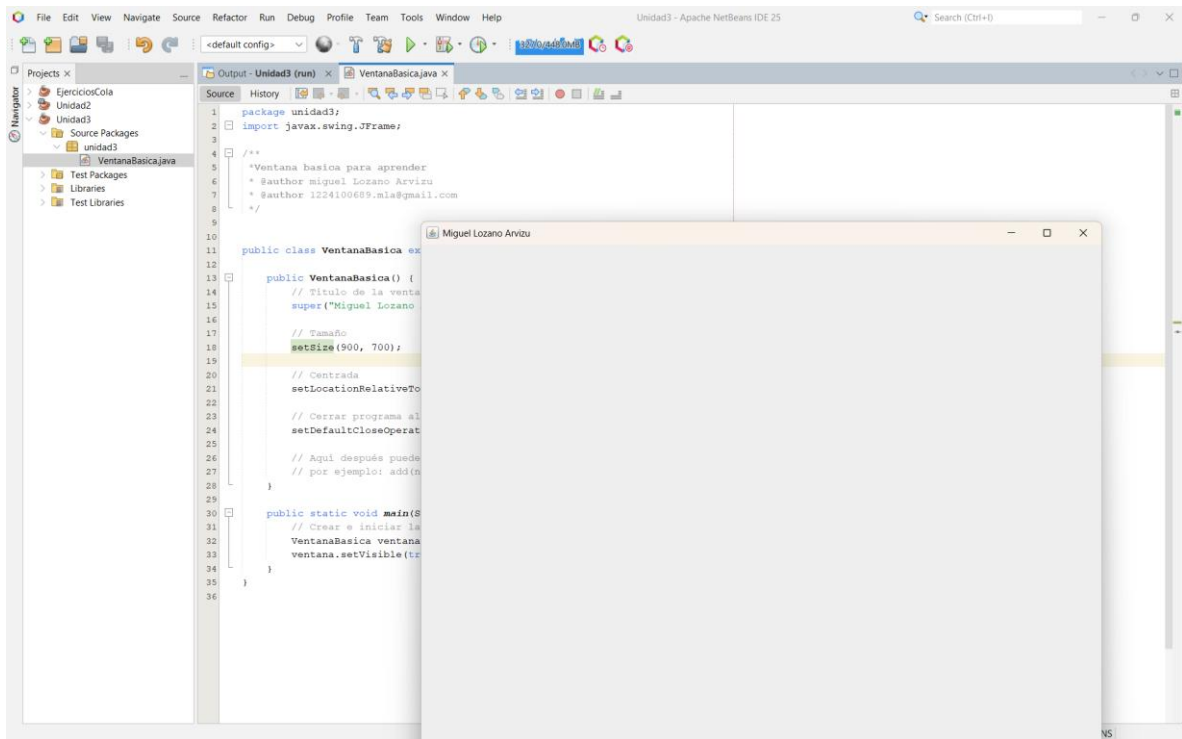 File Edit View Navigate Source Refactor Run Debug Profile Team Tools Window Help
Unidad3 - Apache NetBeans IDE 25
Search (Ctrl+I)
<default config>
Projects
Output - Unidad3 (run)
VentanaBasica.java
Navigator
EjerciciosCola
Unidad2
Unidad3
Source Packages
unidad3
VentanaBasica.java
Test Packages
Libraries
Test Libraries
Source History
1 package unidad3;
2 import javax.swing.JFrame;
3
4 /**
5 *Ventana basica para aprender
6 * @author miguel Lozano Arvizu
7 * @author 1224100689.mla@gmail.com
8 */
9
10
11 public class VentanaBasica ex
12
13 public VentanaBasica() {
14 // Título de la venta
15 super("Miguel Lozano
16
17 // Tamaño
18 setSize(900, 700);
19
20 // Centrada
21 setLocationRelativeTo
22
23 // Cerrar programa al
24 setDefaultCloseOperat
25
26 // Aquí después puede
27 // por ejemplo: add(n
28 }
29
30 public static void main(S
31 // Crear e iniciar la
32 VentanaBasica ventana
33 ventana.setVisible(tr
34 }
35 }
36
Miguel Lozano Arvizu
NS